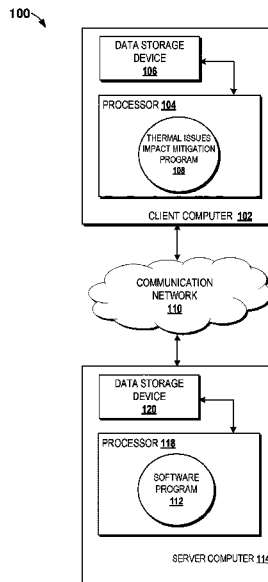 100
DATA STORAGE
DEVICE
106
PROCESSOR 104
THERMAL ISSUES
IMPACT MITIGATION
PROGRAM
108
CLIENT COMPUTER 102
COMMUNICATION
NETWORK
110
DATA STORAGE
DEVICE
120
PROCESSOR 118
SOFTWARE
PROGRAM
112
SERVER COMPUTER 114